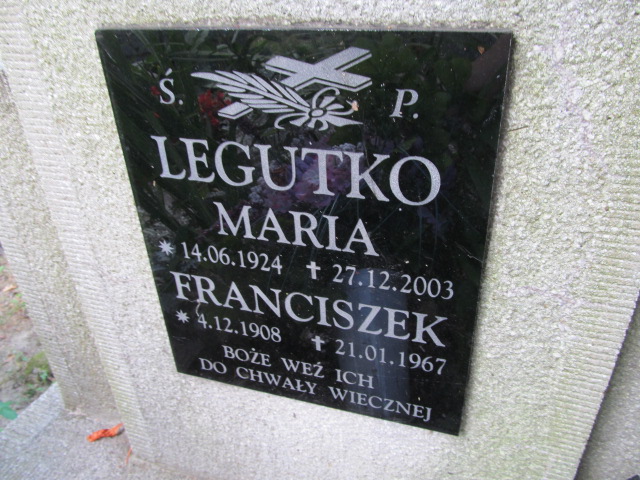 Ś. P.
LEGUTKO
MARIA
* 14.06.1924 ✝ 27.12.2003
FRANCISZEK
* 4.12.1908 ✝ 21.01.1967
BOŻE WEŹ ICH
DO CHWAŁY WIECZNEJ